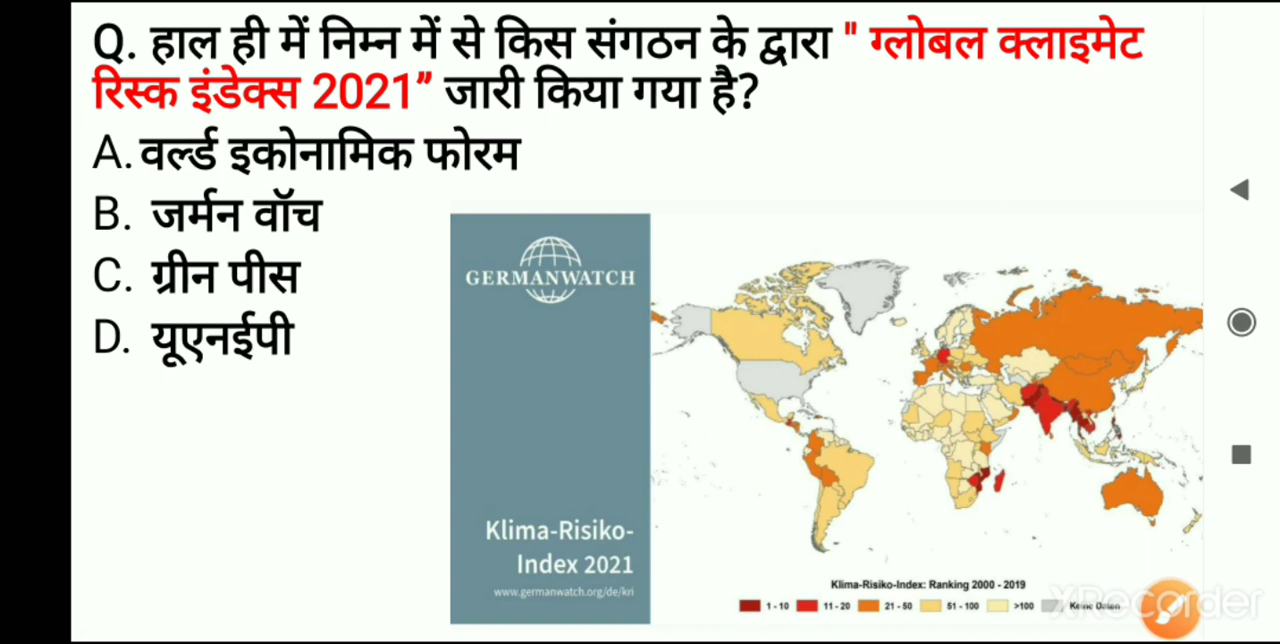 Q. हाल ही में निम्न में से किस संगठन के द्वारा " ग्लोबल क्लाइमेट
रिस्क इंडेक्स 2021” जारी किया गया है?
A. वर्ल्ड इकोनामिक फोरम
B. जर्मन वॉच
C. ग्रीन पीस
D. यूएनईपी
GERMANWATCH
Klima-Risiko-
Index 2021
www.germanwatch.org/de/kri
Klima-Risiko-Index: Ranking 2000 - 2019
1 - 10 11 - 20 21 - 50 51 - 100 >100 Keine Daten
XRecorder